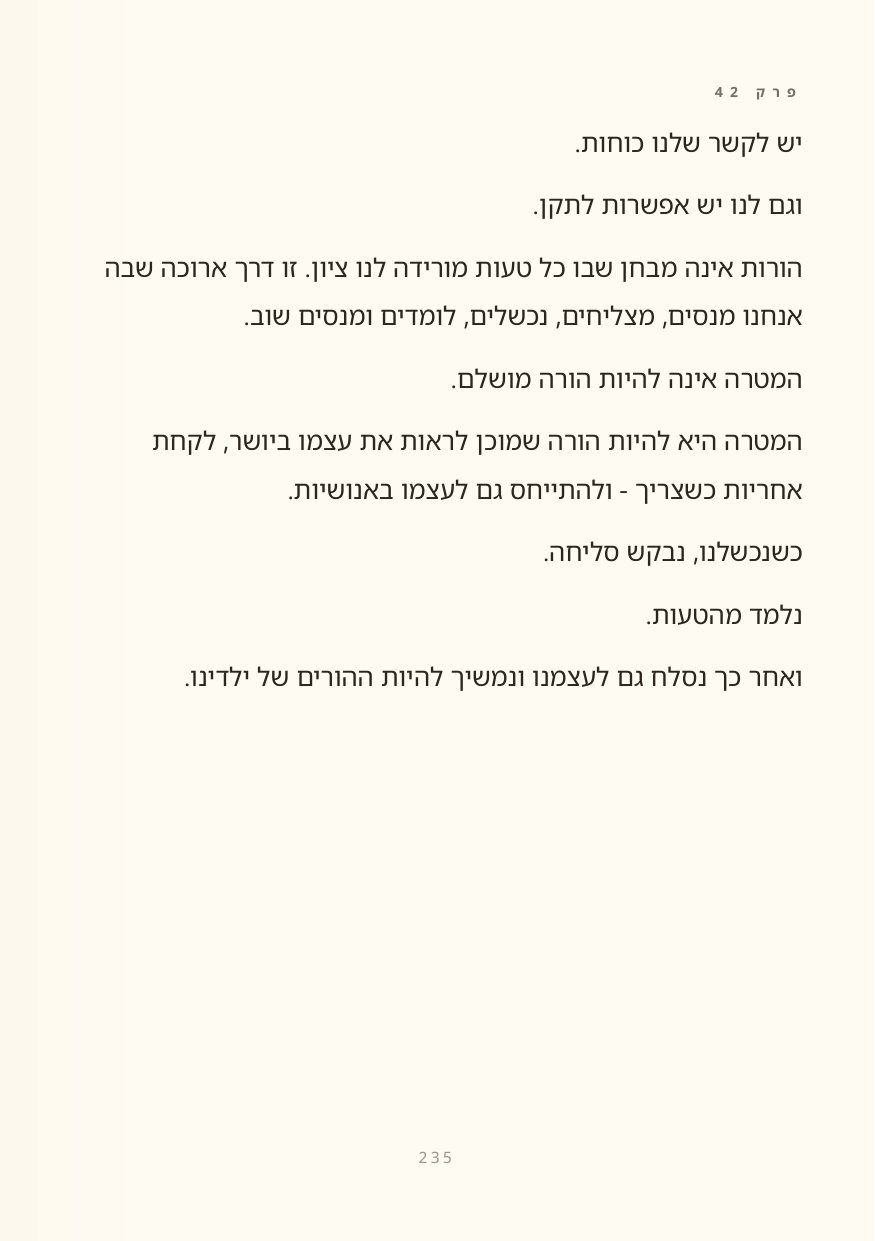 פרק 42
יש לקשר שלנו כוחות.
וגם לנו יש אפשרות לתקן.
הורות אינה מבחן שבו כל טעות מורידה לנו ציון. זו דרך ארוכה שבה
אנחנו מנסים, מצליחים, נכשלים, לומדים ומנסים שוב.
המטרה אינה להיות הורה מושלם.
המטרה היא להיות הורה שמוכן לראות את עצמו ביושר, לקחת
אחריות כשצריך - ולהתייחס גם לעצמו באנושיות.
כשנכשלנו, נבקש סליחה.
נלמד מהטעות.
ואחר כך נסלח גם לעצמנו ונמשיך להיות ההורים של ילדינו.
235